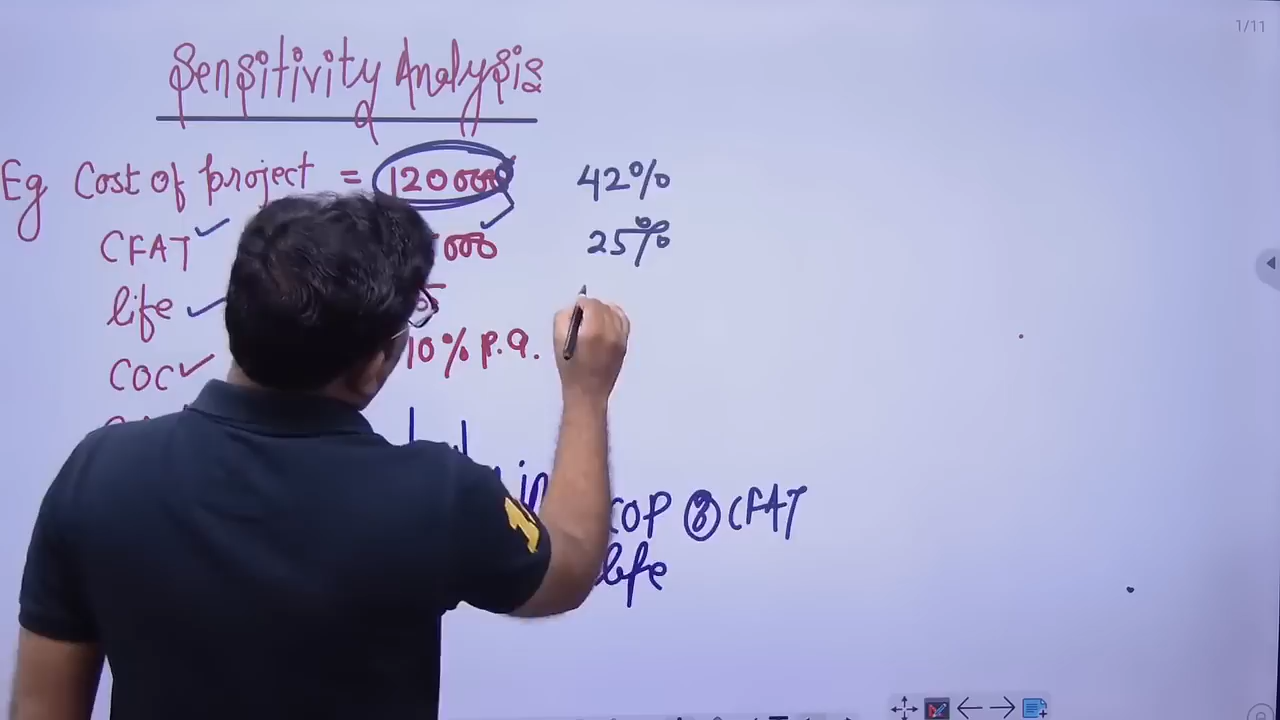 1/11
Sensitivity Analysis
Eg Cost of project = 120000 42%
CFAT 000 25%
life
COC 10% p.a.
in COP & CFAT
life